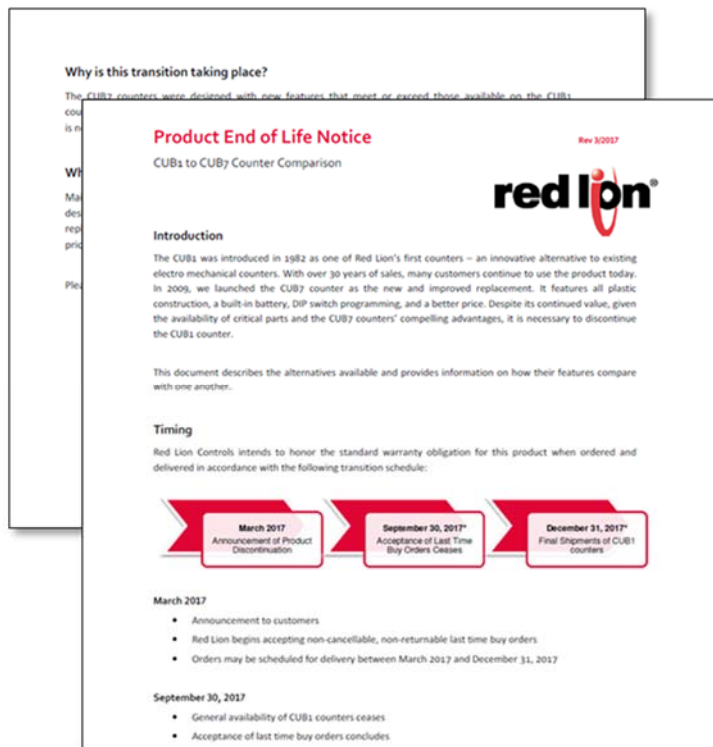 Why is this transition taking place?
The CUB7 counters were designed with new features that meet or exceed those available on the CUB1
cou
is no
Wh
Mar
des
repl
pric
Plea
Product End of Life Notice
Rev 3/2017
CUB1 to CUB7 Counter Comparison
red lion®
Introduction
The CUB1 was introduced in 1982 as one of Red Lion's first counters – an innovative alternative to existing
electro mechanical counters. With over 30 years of sales, many customers continue to use the product today.
In 2009, we launched the CUB7 counter as the new and improved replacement. It features all plastic
construction, a built-in battery, DIP switch programming, and a better price. Despite its continued value, given
the availability of critical parts and the CUB7 counters' compelling advantages, it is necessary to discontinue
the CUB1 counter.
This document describes the alternatives available and provides information on how their features compare
with one another.
Timing
Red Lion Controls intends to honor the standard warranty obligation for this product when ordered and
delivered in accordance with the following transition schedule:
March 2017
Announcement of Product
Discontinuation
September 30, 2017*
Acceptance of Last Time
Buy Orders Ceases
December 31, 2017*
Final Shipments of CUB1
counters
March 2017
• Announcement to customers
• Red Lion begins accepting non-cancellable, non-returnable last time buy orders
• Orders may be scheduled for delivery between March 2017 and December 31, 2017
September 30, 2017
• General availability of CUB1 counters ceases
• Acceptance of last time buy orders concludes